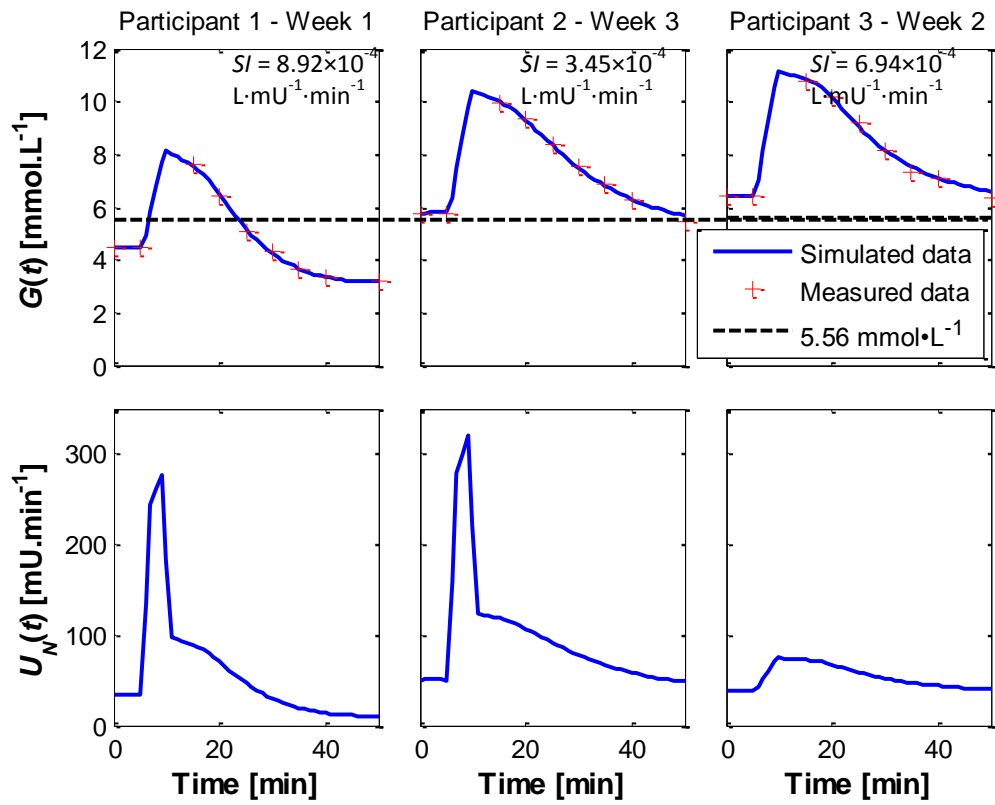 Participant 1 - Week 1
Participant 2 - Week 3
Participant 3 - Week 2
SI = 8.92×10⁻⁴
L·mU⁻¹·min⁻¹
SI = 3.45×10⁻⁴
L·mU⁻¹·min⁻¹
SI = 6.94×10⁻⁴
L·mU⁻¹·min⁻¹
G(t) [mmol.L⁻¹]
12
10
8
6
4
2
0
Simulated data
Measured data
5.56 mmol•L⁻¹
U_N(t) [mU.min⁻¹]
300
200
100
0
0 20 40
0 20 40
0 20 40
Time [min]
Time [min]
Time [min]